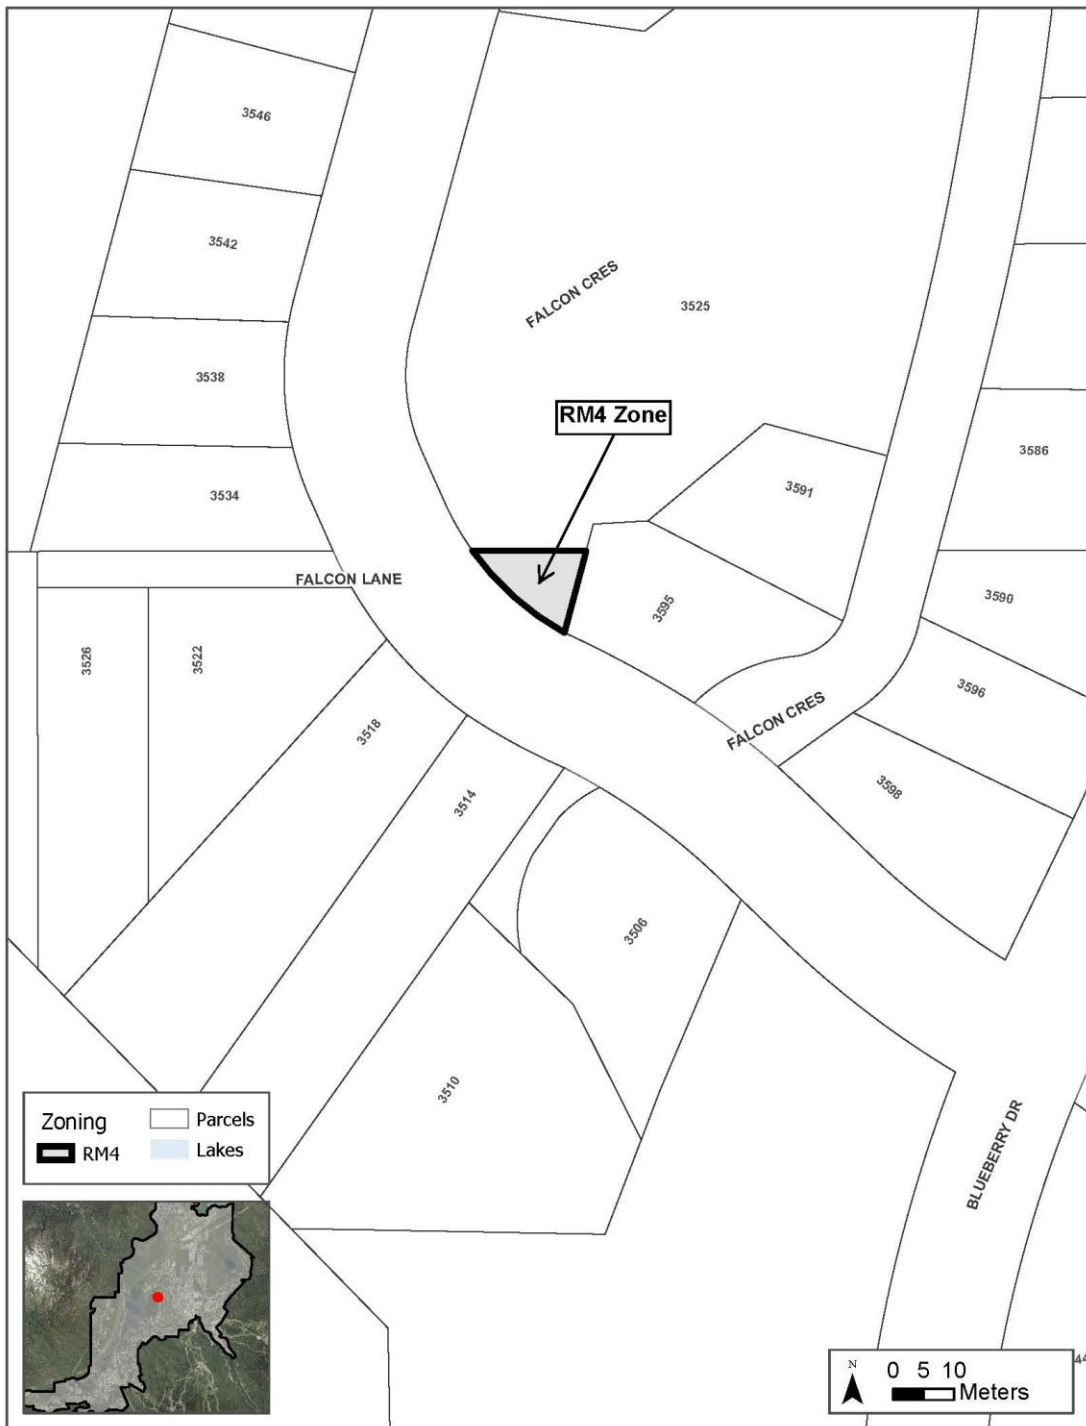 3546
3542
FALCON CRES
3525
3538
RM4 Zone
3586
3591
3534
FALCON LANE
3595
3590
3526
3522
3596
FALCON CRES
3518
3598
3514
3506
3510
Zoning
RM4
Parcels
Lakes
BLUEBERRY DR
N
0 5 10
Meters
44